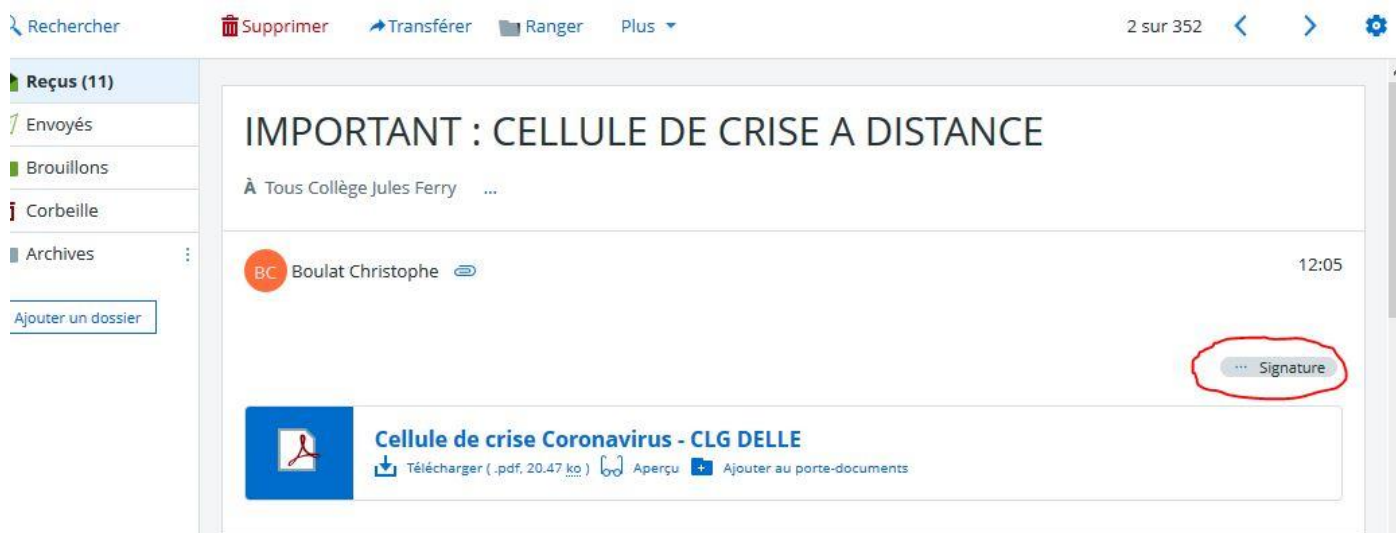 Rechercher
Supprimer Transférer Ranger Plus 2 sur 352
Reçus (11)
Envoyés
Brouillons
Corbeille
Archives
Ajouter un dossier
IMPORTANT : CELLULE DE CRISE A DISTANCE
À Tous Collège Jules Ferry ...
BC Boulat Christophe 12:05
... Signature
Cellule de crise Coronavirus - CLG DELLE
Télécharger ( .pdf, 20.47 ko ) Aperçu Ajouter au porte-documents